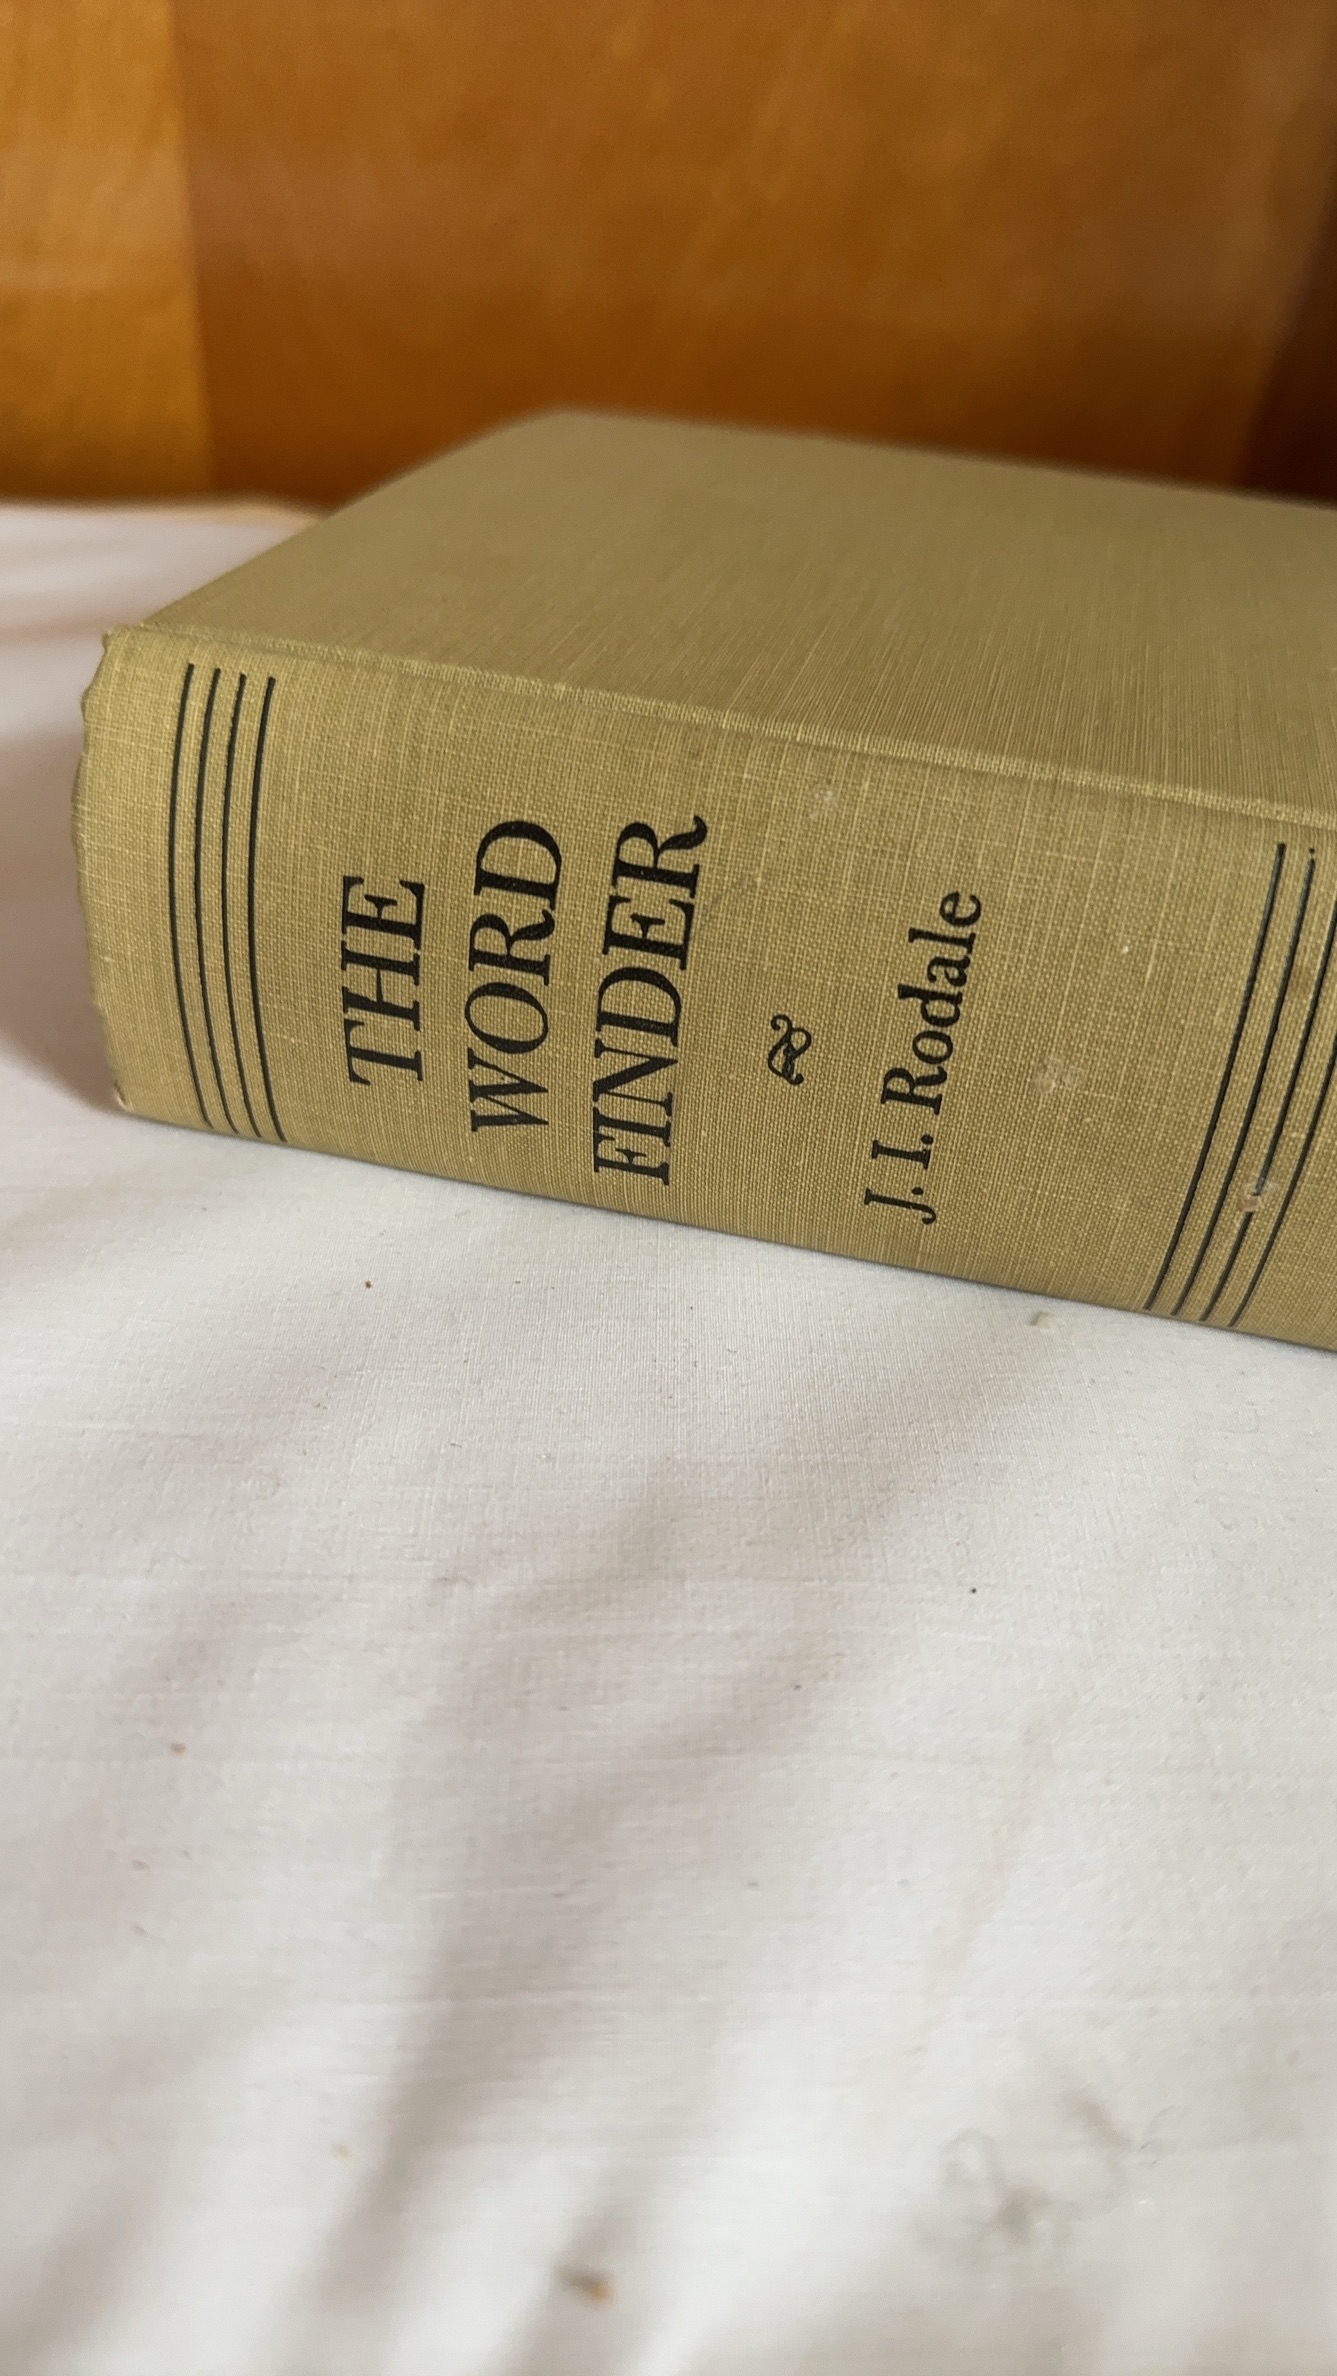 THE
WORD
FINDER
J. I. Rodale